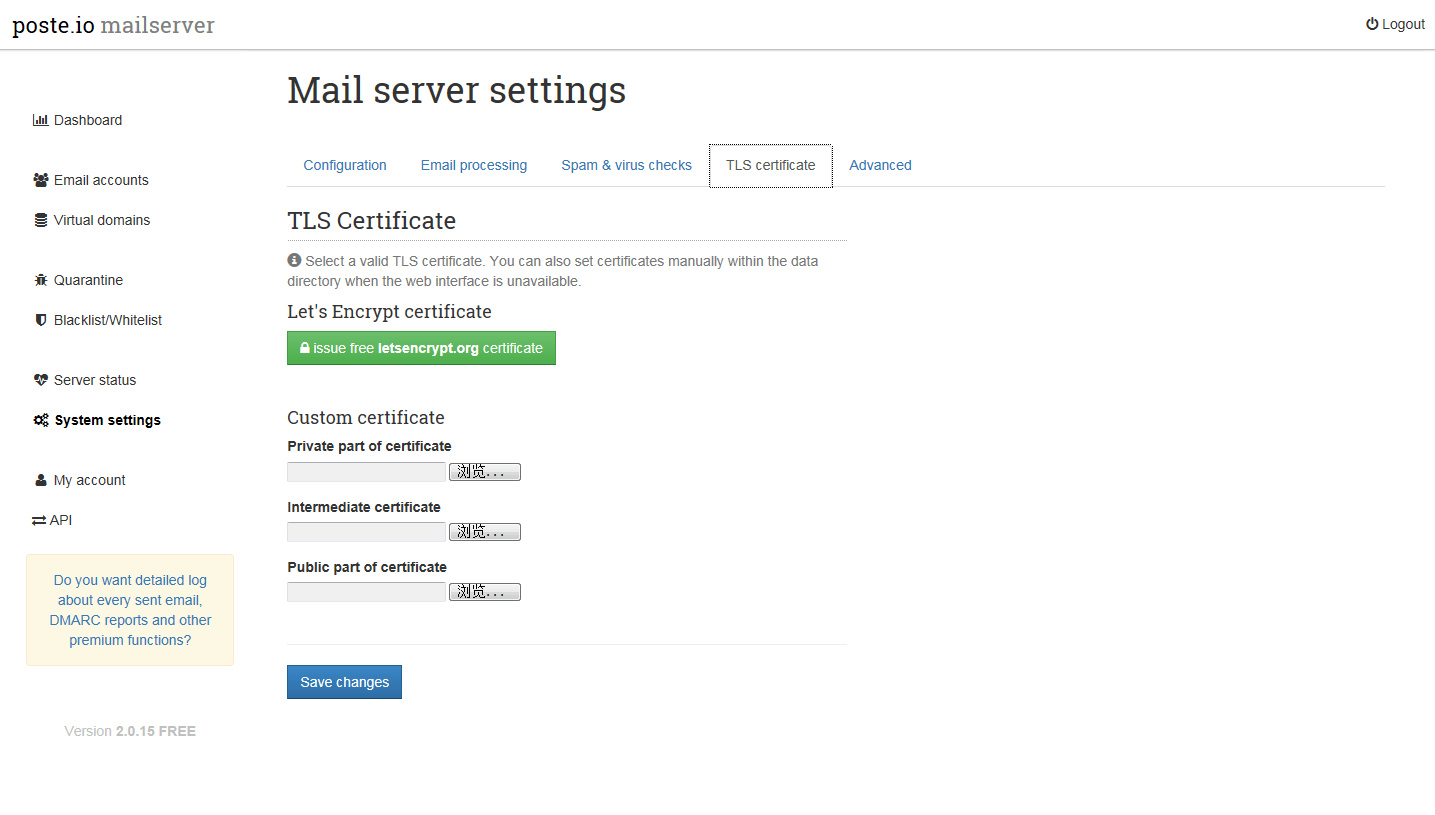 poste.io mailserver
Logout
Dashboard
Email accounts
Virtual domains
Quarantine
Blacklist/Whitelist
Server status
System settings
My account
API
Do you want detailed log
about every sent email,
DMARC reports and other
premium functions?
Version 2.0.15 FREE
Mail server settings
Configuration
Email processing
Spam & virus checks
TLS certificate
Advanced
TLS Certificate
Select a valid TLS certificate. You can also set certificates manually within the data
directory when the web interface is unavailable.
Let's Encrypt certificate
issue free letsencrypt.org certificate
Custom certificate
Private part of certificate
浏览...
Intermediate certificate
浏览...
Public part of certificate
浏览...
Save changes